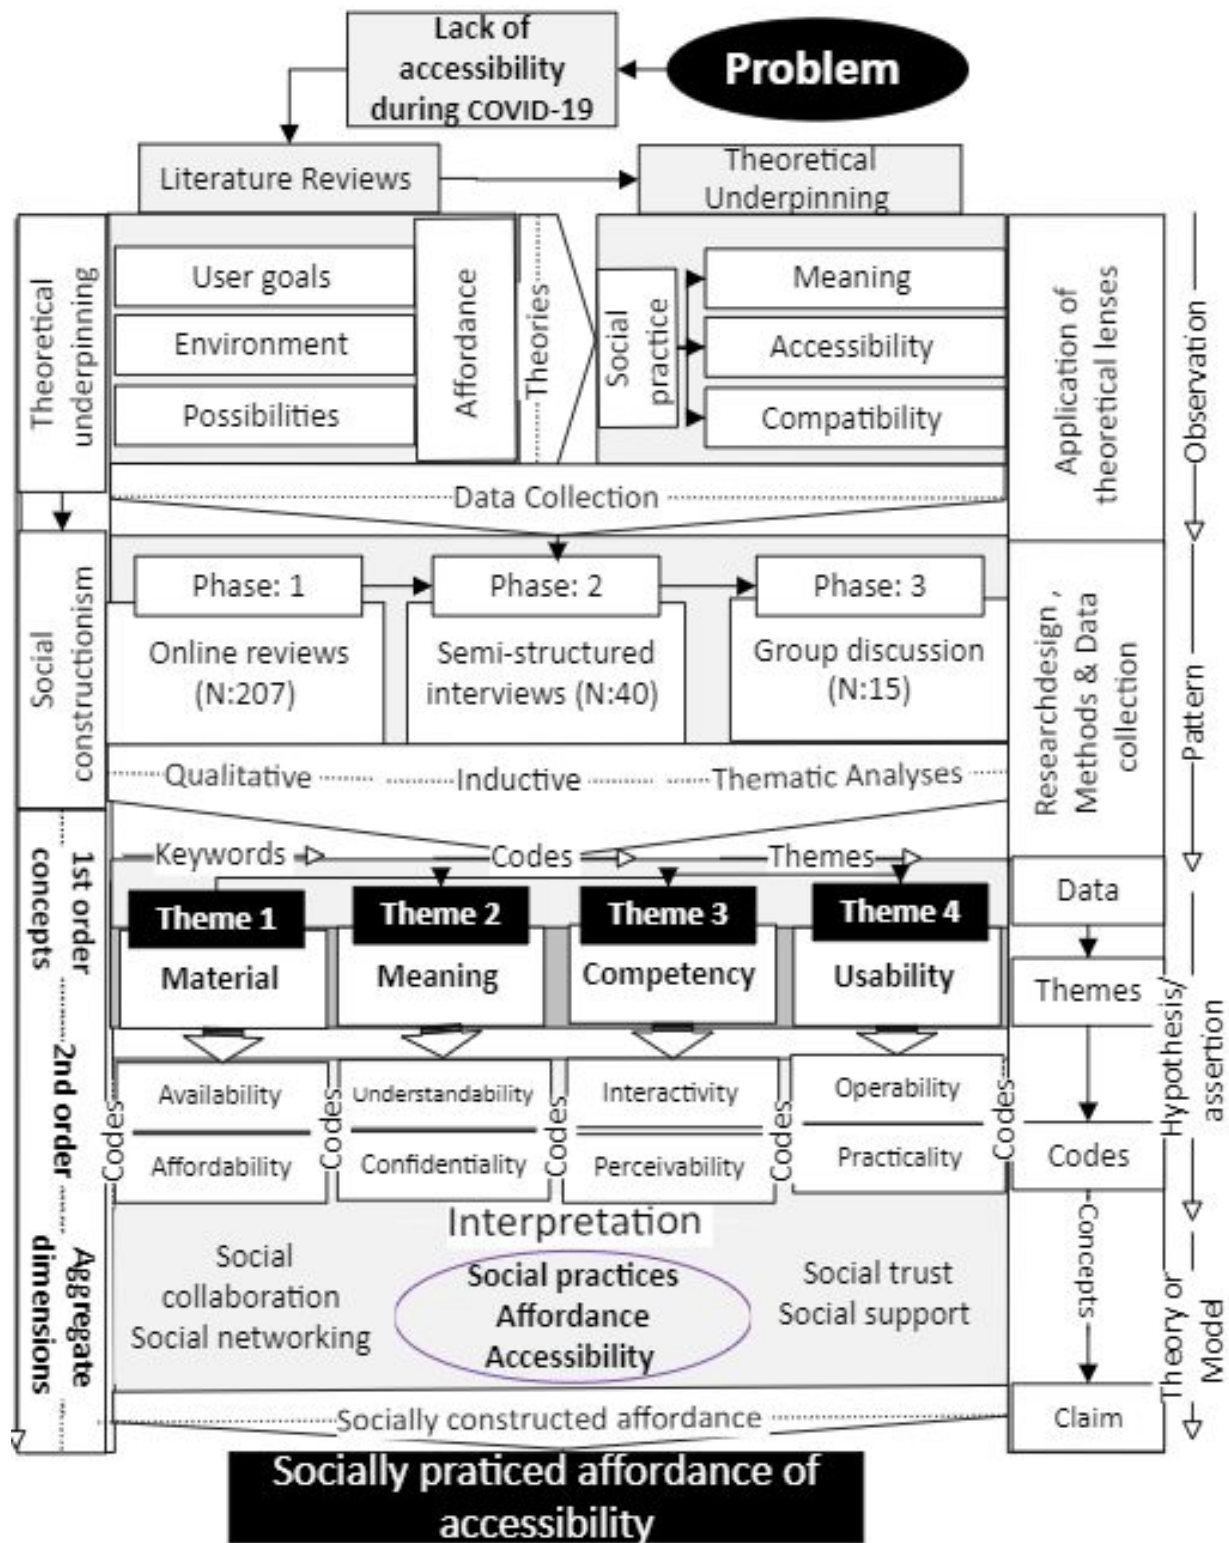 Lack of
accessibility
during COVID-19
Problem
Literature Reviews
Theoretical
Underpinning
Theoretical
underpinning
User goals
Environment
Possibilities
Affordance
Theories
Social
practice
Meaning
Accessibility
Compatibility
Application of
theoretical lenses
Observation
Data Collection
Social
constructionism
Phase: 1
Phase: 2
Phase: 3
Online reviews
(N:207)
Semi-structured
interviews (N:40)
Group discussion
(N:15)
Researchdesign ,
Methods & Data
collection
Pattern
Qualitative
Inductive
Thematic Analyses
Keywords
Codes
Themes
1st order
concepts
Theme 1
Theme 2
Theme 3
Theme 4
Material
Meaning
Competency
Usability
Data
Themes
Codes
Concepts
Claim
Hypothesis/
assertion
2nd order
Codes
Availability
Affordability
Codes
Understandability
Confidentiality
Codes
Interactivity
Perceivability
Codes
Operability
Practicality
Codes
Interpretation
Aggregate
dimensions
Social
collaboration
Social networking
Social practices
Affordance
Accessibility
Social trust
Social support
Theory or
Model
Socially constructed affordance
Socially praticed affordance of
accessibility